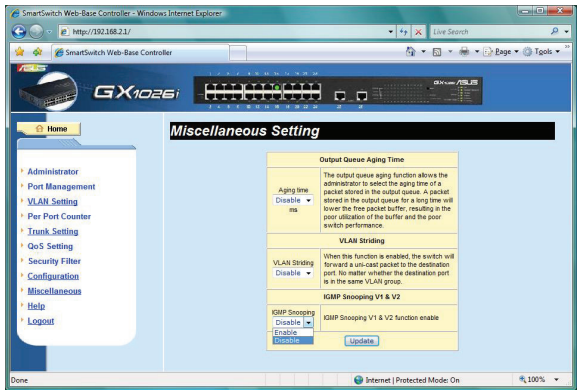 SmartSwitch Web-Base Controller - Windows Internet Explorer
http://192.168.2.1/
Live Search
SmartSwitch Web-Base Controller
Page
Tools
GX1026i
Home
Miscellaneous Setting
Administrator
Port Management
VLAN Setting
Per Port Counter
Trunk Setting
QoS Setting
Security Filter
Configuration
Miscellaneous
Help
Logout
Output Queue Aging Time
Aging time
Disable
ms
The output queue aging function allows the
administrator to select the aging time of a
packet stored in the output queue. A packet
stored in the output queue for a long time will
lower the free packet buffer, resulting in the
poor utilization of the buffer and the poor
switch performance.
VLAN Striding
VLAN Striding
Disable
When this function is enabled, the switch will
forward a uni-cast packet to the destination
port. No matter whether the destination port
is in the same VLAN group.
IGMP Snooping V1 & V2
IGMP Snooping
Disable
Enable
Disable
IGMP Snooping V1 & V2 function enable
Update
Done
Internet | Protected Mode: On
100%